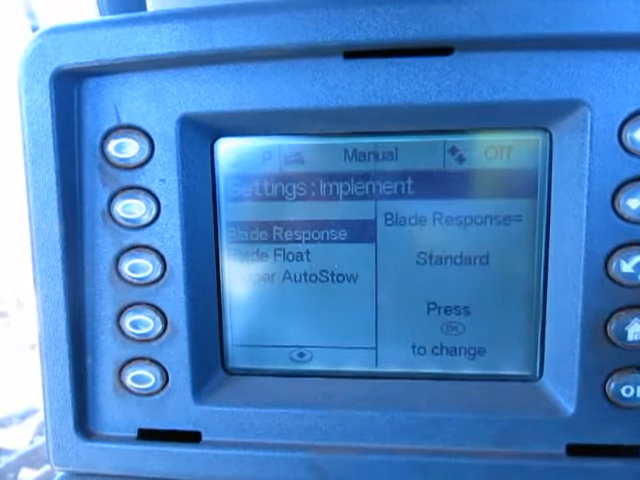 P Manual Off
Settings: Implement
Blade Response
Blade Float
AutoStow
Blade Response=
Standard
Press
OK
to change